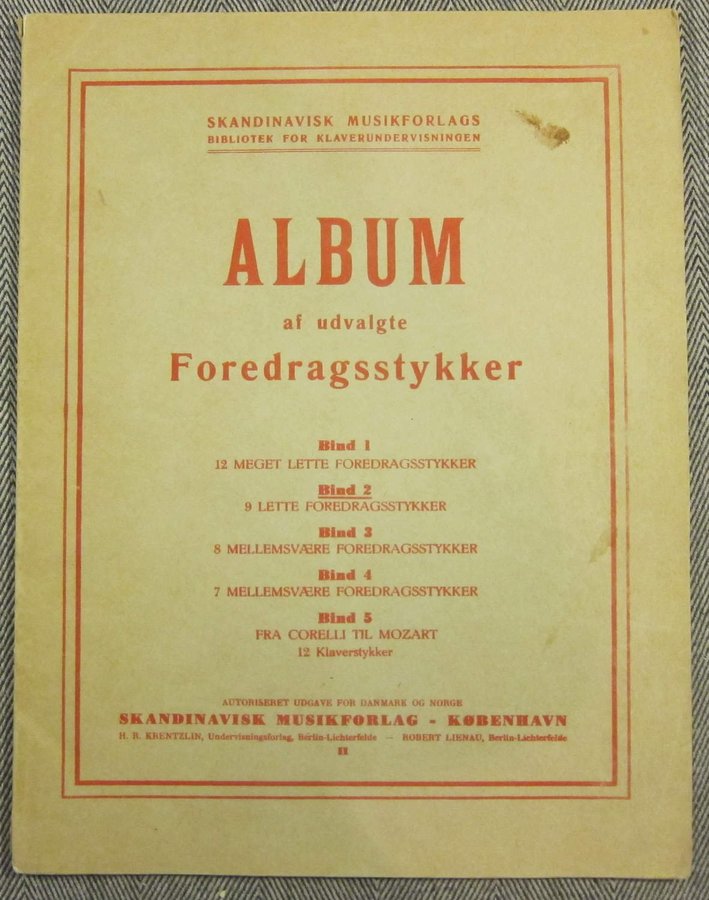 SKANDINAVISK MUSIKFORLAGS
BIBLIOTEK FOR KLAVERUNDERVISNINGEN
ALBUM
af udvalgte
Foredragsstykker
Bind 1
12 MEGET LETTE FOREDRAGSSTYKKER
Bind 2
9 LETTE FOREDRAGSSTYKKER
Bind 3
8 MELLEMSVÆRE FOREDRAGSSTYKKER
Bind 4
7 MELLEMSVÆRE FOREDRAGSSTYKKER
Bind 5
FRA CORELLI TIL MOZART
12 Klaverstykker
AUTORISERET UDGAVE FOR DANMARK OG NORGE
SKANDINAVISK MUSIKFORLAG - KØBENHAVN
H. R. KRENTZLIN, Undervisningsforlag, Berlin-Lichterfelde — ROBERT LIENAU, Berlin-Lichterfelde
II